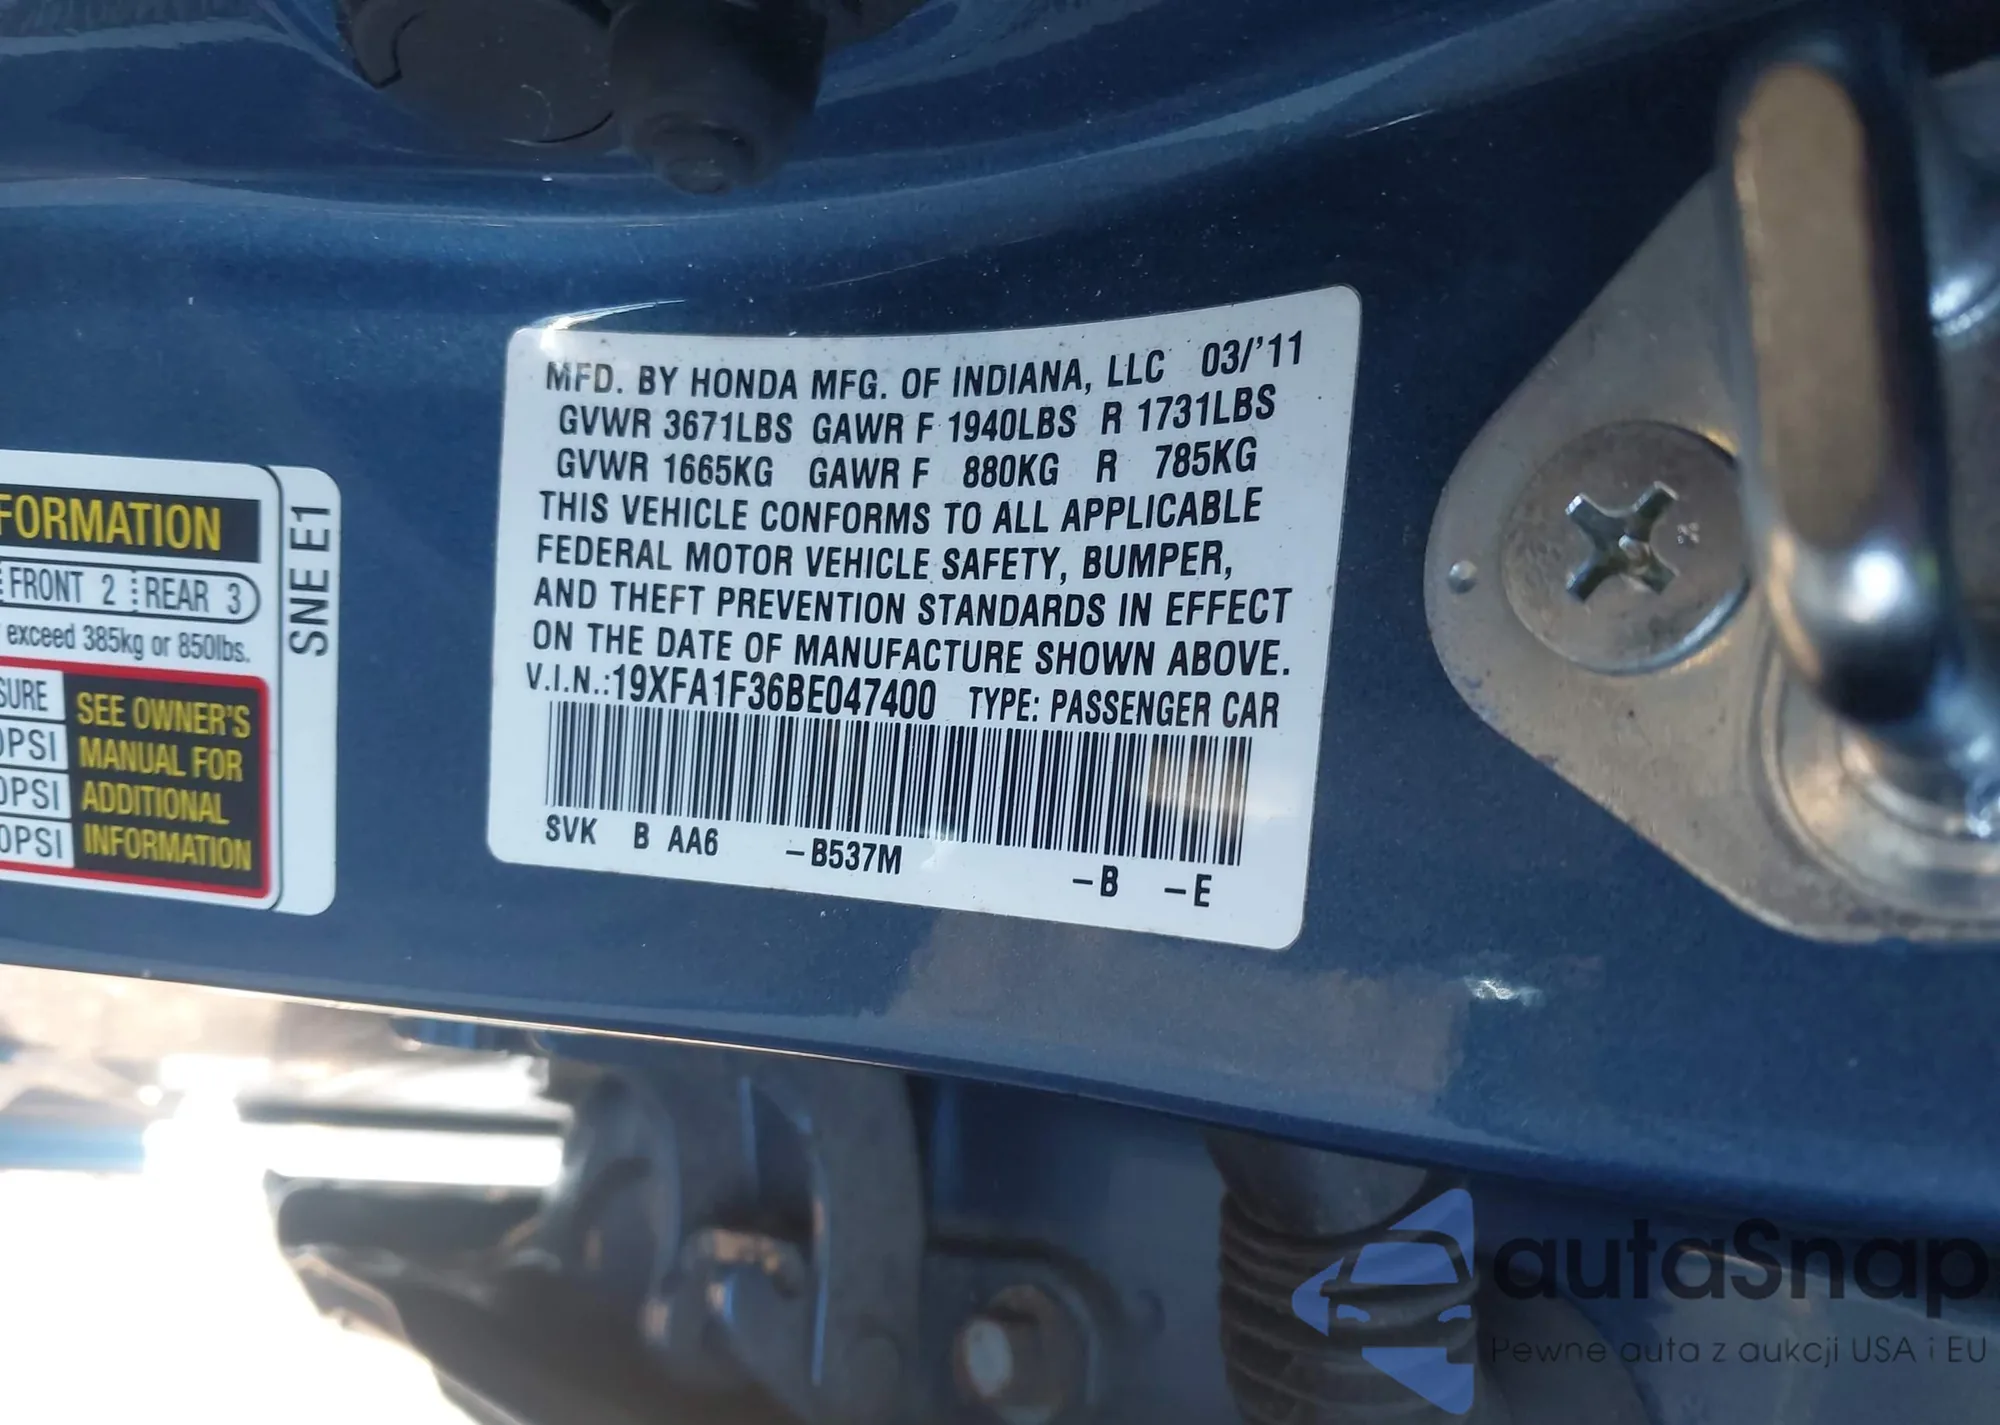 FORMATION
FRONT 2 REAR 3
exceed 385kg or 850lbs.
SURE
0PSI
0PSI
0PSI
SEE OWNER'S
MANUAL FOR
ADDITIONAL
INFORMATION
SNE E1
MFD. BY HONDA MFG. OF INDIANA, LLC 03/'11
GVWR 3671LBS GAWR F 1940LBS R 1731LBS
GVWR 1665KG GAWR F 880KG R 785KG
THIS VEHICLE CONFORMS TO ALL APPLICABLE
FEDERAL MOTOR VEHICLE SAFETY, BUMPER,
AND THEFT PREVENTION STANDARDS IN EFFECT
ON THE DATE OF MANUFACTURE SHOWN ABOVE.
V.I.N.:19XFA1F36BE047400 TYPE: PASSENGER CAR
SVK B AA6 -B537M -B -E
autaSnap
Pewne auta z aukcji USA i EU